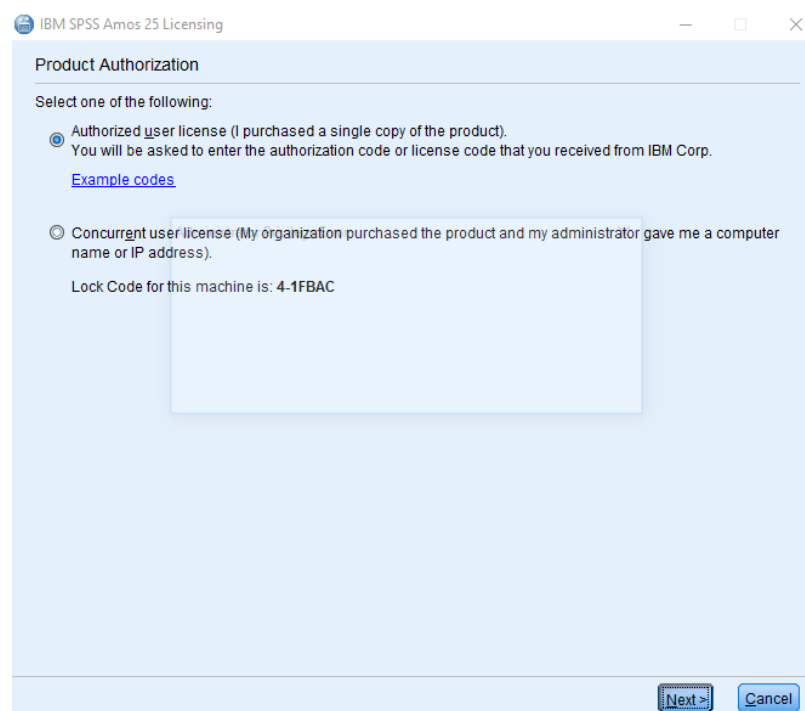 IBM SPSS Amos 25 Licensing
Product Authorization
Select one of the following:
Authorized user license (I purchased a single copy of the product).
You will be asked to enter the authorization code or license code that you received from IBM Corp.
Example codes
Concurrent user license (My organization purchased the product and my administrator gave me a computer
name or IP address).
Lock Code for this machine is: 4-1FBAC
Next >
Cancel